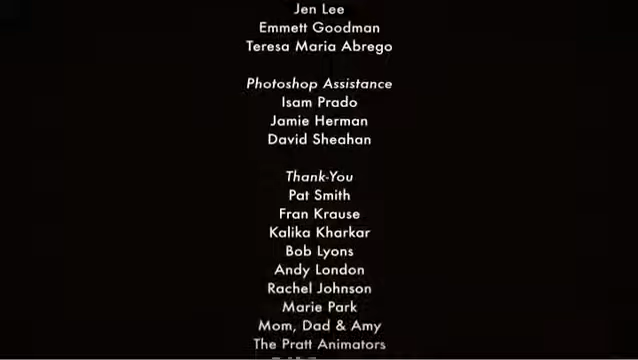 Jen Lee
Emmett Goodman
Teresa Maria Abrego
Photoshop Assistance
Isam Prado
Jamie Herman
David Sheahan
Thank-You
Pat Smith
Fran Krause
Kalika Kharkar
Bob Lyons
Andy London
Rachel Johnson
Marie Park
Mom, Dad & Amy
The Pratt Animators